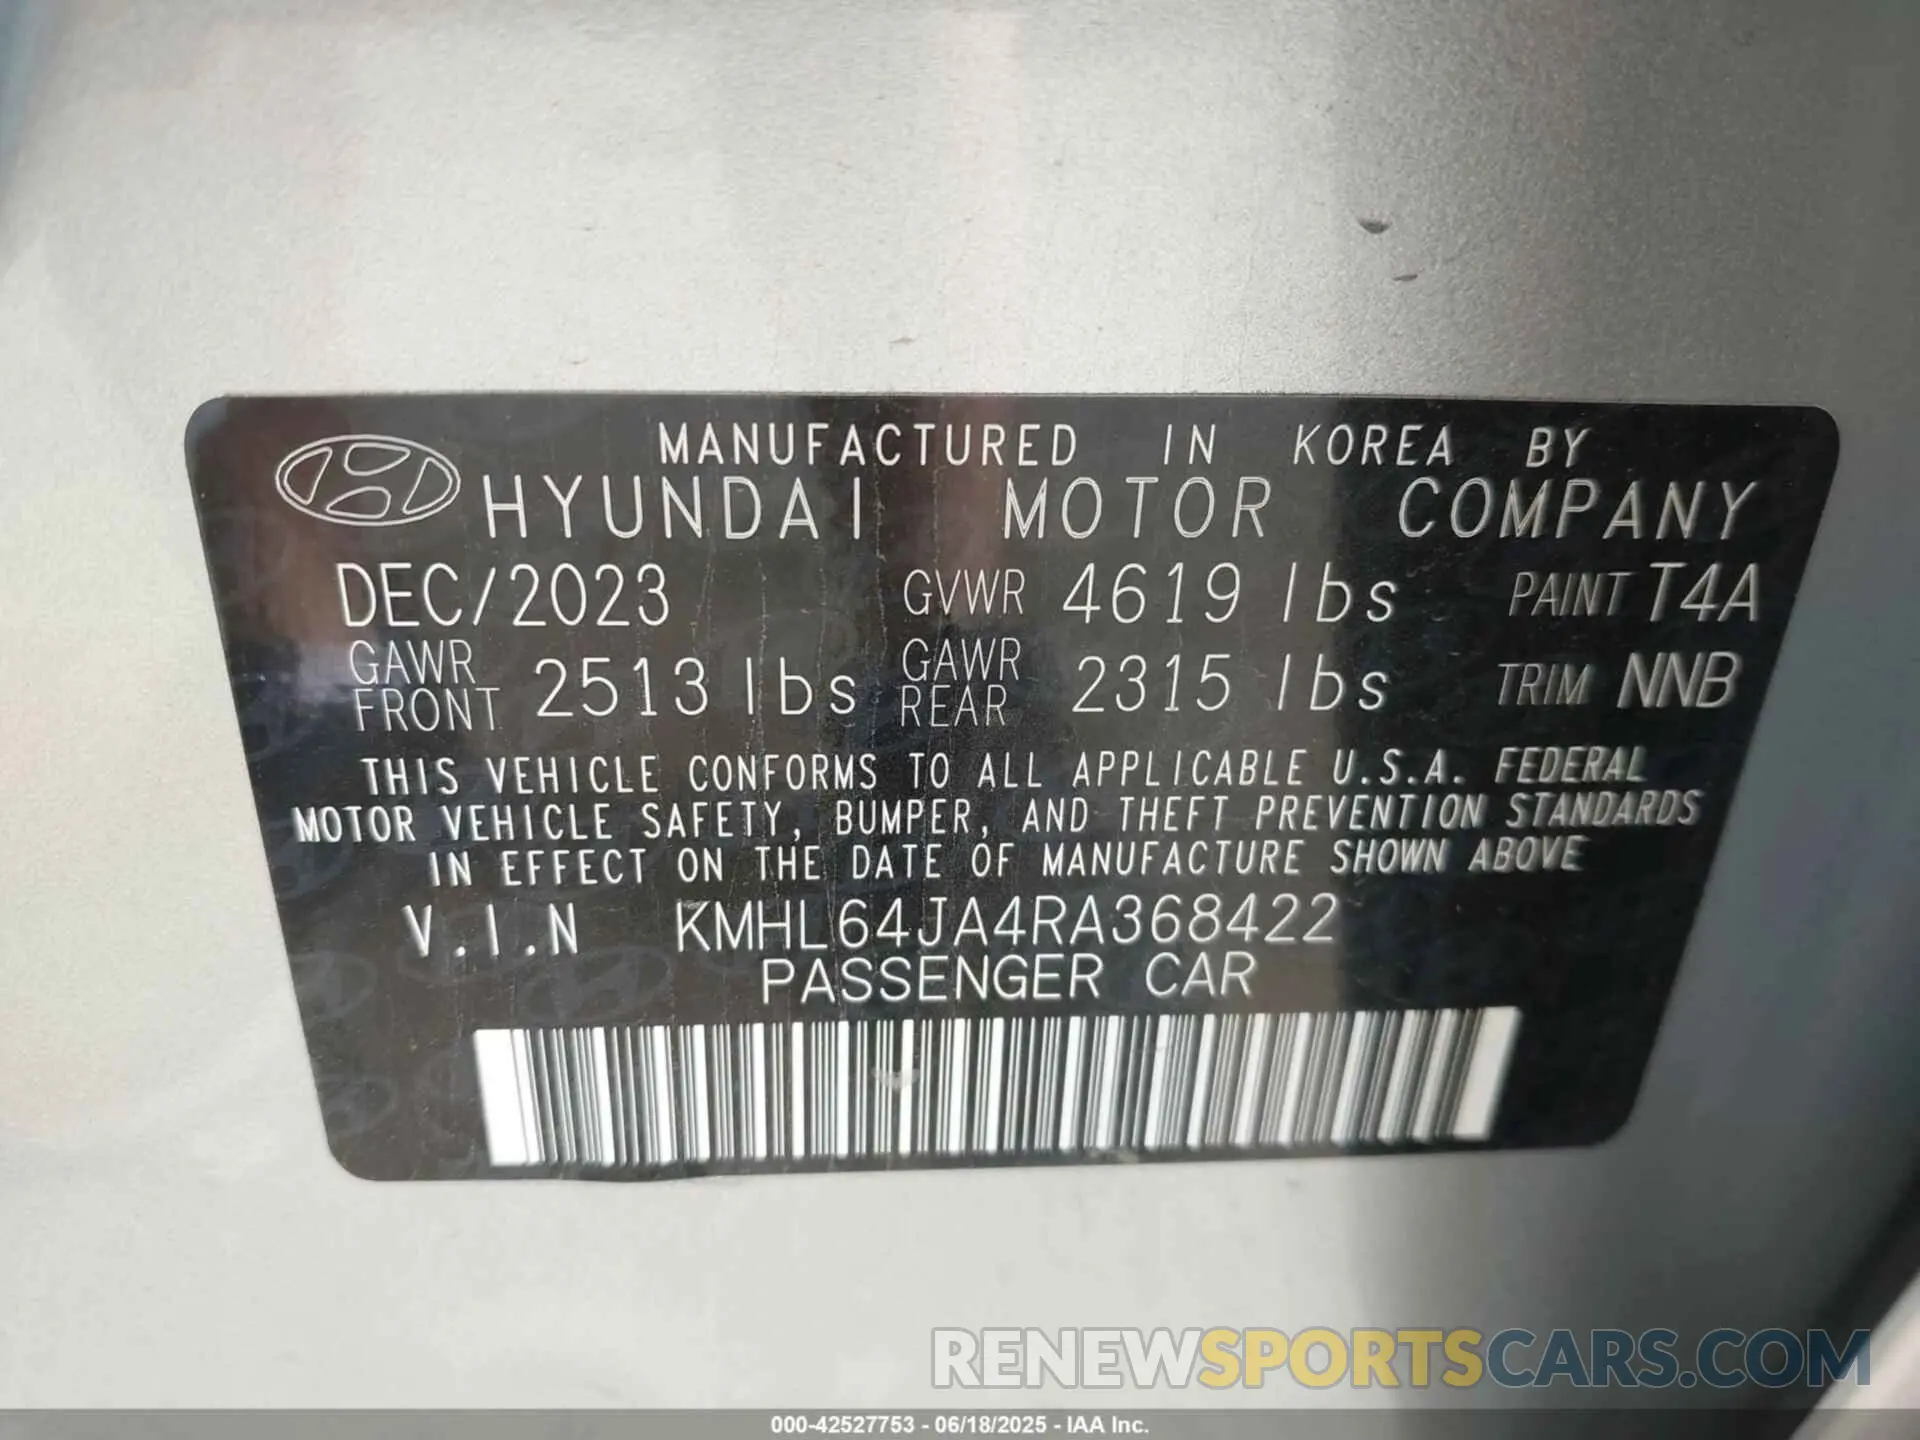 MANUFACTURED IN KOREA BY
HYUNDAI MOTOR COMPANY
DEC/2023 GVWR 4619 lbs PAINT T4A
GAWR FRONT 2513 lbs GAWR REAR 2315 lbs TRIM NNB
THIS VEHICLE CONFORMS TO ALL APPLICABLE U.S.A. FEDERAL
MOTOR VEHICLE SAFETY, BUMPER, AND THEFT PREVENTION STANDARDS
IN EFFECT ON THE DATE OF MANUFACTURE SHOWN ABOVE
V.I.N KMHL64JA4RA368422
PASSENGER CAR
RENEWSPORTSCARS.COM
000-42527753 - 06/18/2025 - IAA Inc.